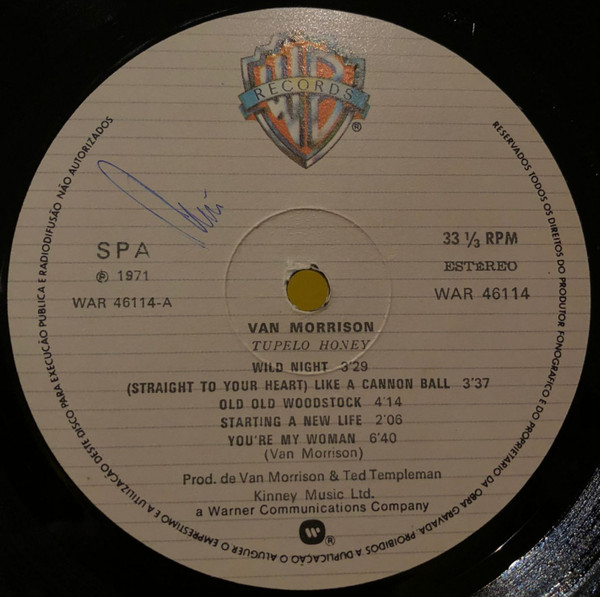 WB
RECORDS
®
SPA
℗ 1971
WAR 46114-A
33 1/3 RPM
ESTÉREO
WAR 46114
VAN MORRISON
TUPELO HONEY
WILD NIGHT 3'29
(STRAIGHT TO YOUR HEART) LIKE A CANNON BALL 3'37
OLD OLD WOODSTOCK 4'14
STARTING A NEW LIFE 2'06
YOU'RE MY WOMAN 6'40
(Van Morrison)
Prod. de Van Morrison & Ted Templeman
Kinney Music Ltd.
a Warner Communications Company
®
RESERVADOS TODOS OS DIREITOS DO PRODUTOR FONOGRÁFICO E DO PROPRIETÁRIO DA OBRA GRAVADA. PROIBIDOS A DUPLICAÇÃO O ALUGUER O EMPRÉSTIMO E A UTILIZAÇÃO DESTE DISCO PARA EXECUÇÃO PUBLICA E RADIODIFUSÃO NÃO AUTORIZADOS